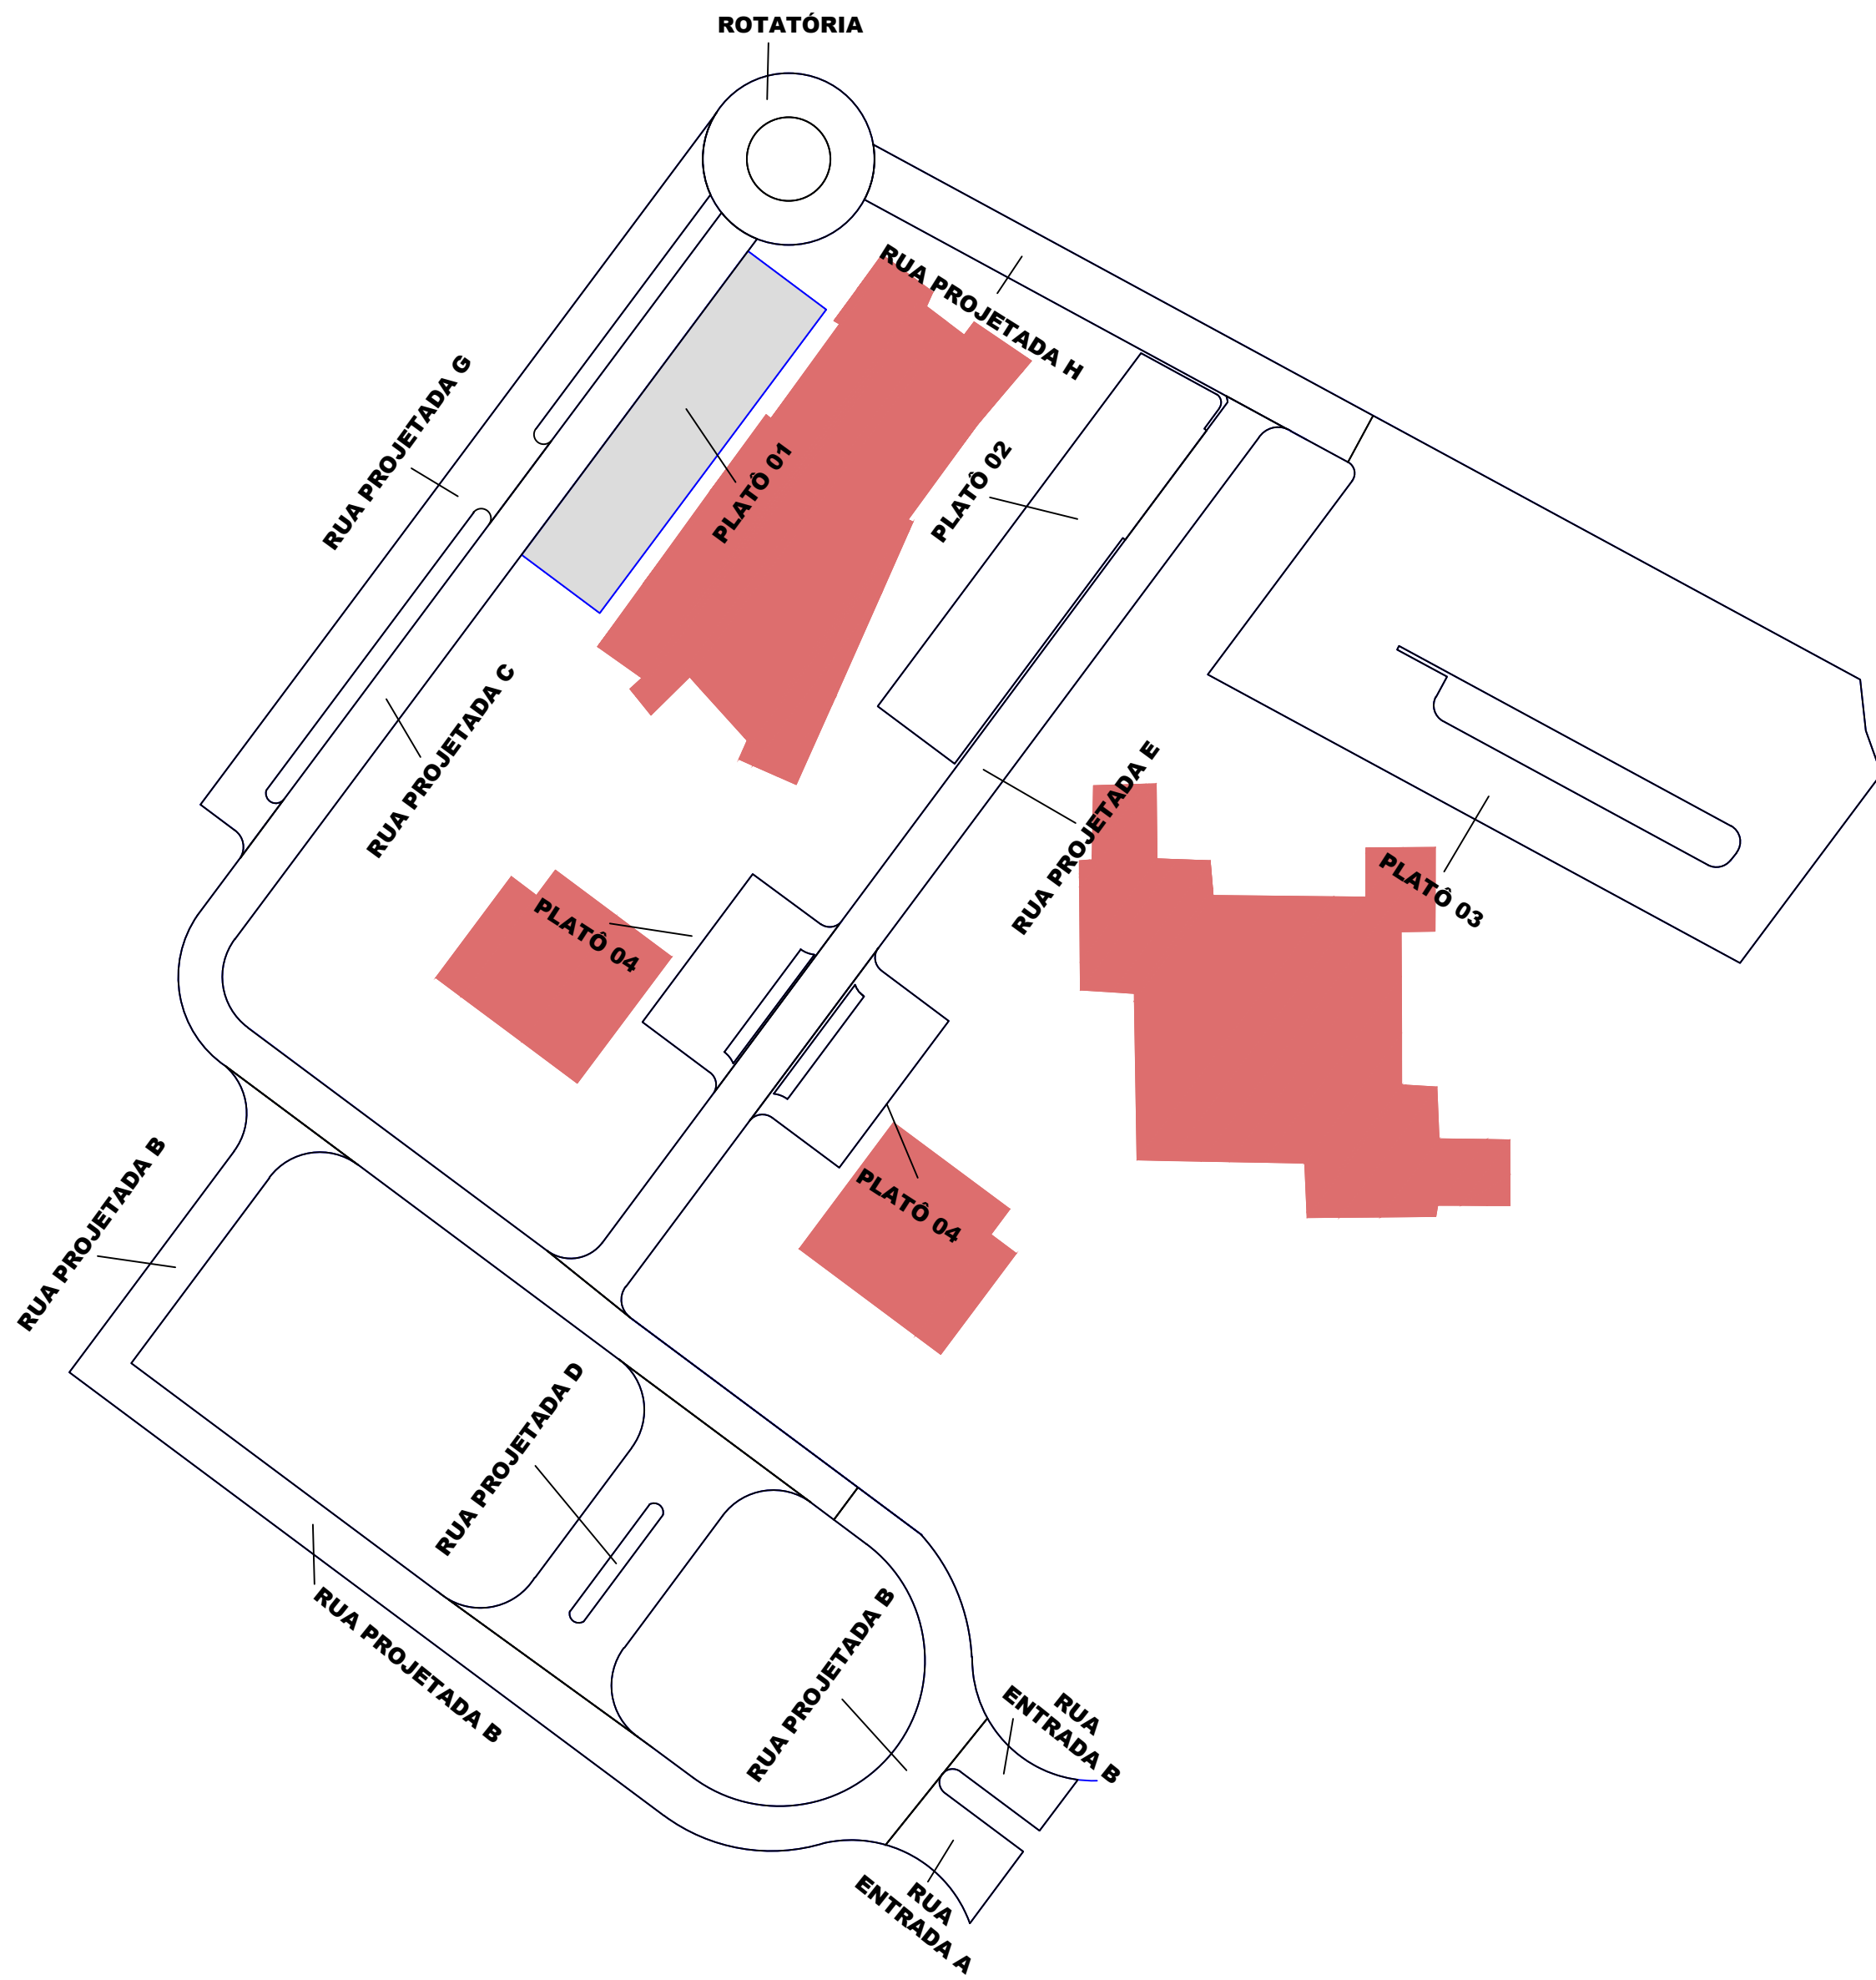 ROTATÓRIA
RUA PROJETADA H
RUA PROJETADA G
PLATÔ 01
PLATÔ 02
RUA PROJETADA C
RUA PROJETADA E
PLATÔ 03
PLATÔ 04
PLATÔ 04
RUA PROJETADA B
RUA PROJETADA D
RUA PROJETADA B
RUA PROJETADA B
RUA
ENTRADA B
RUA
ENTRADA A